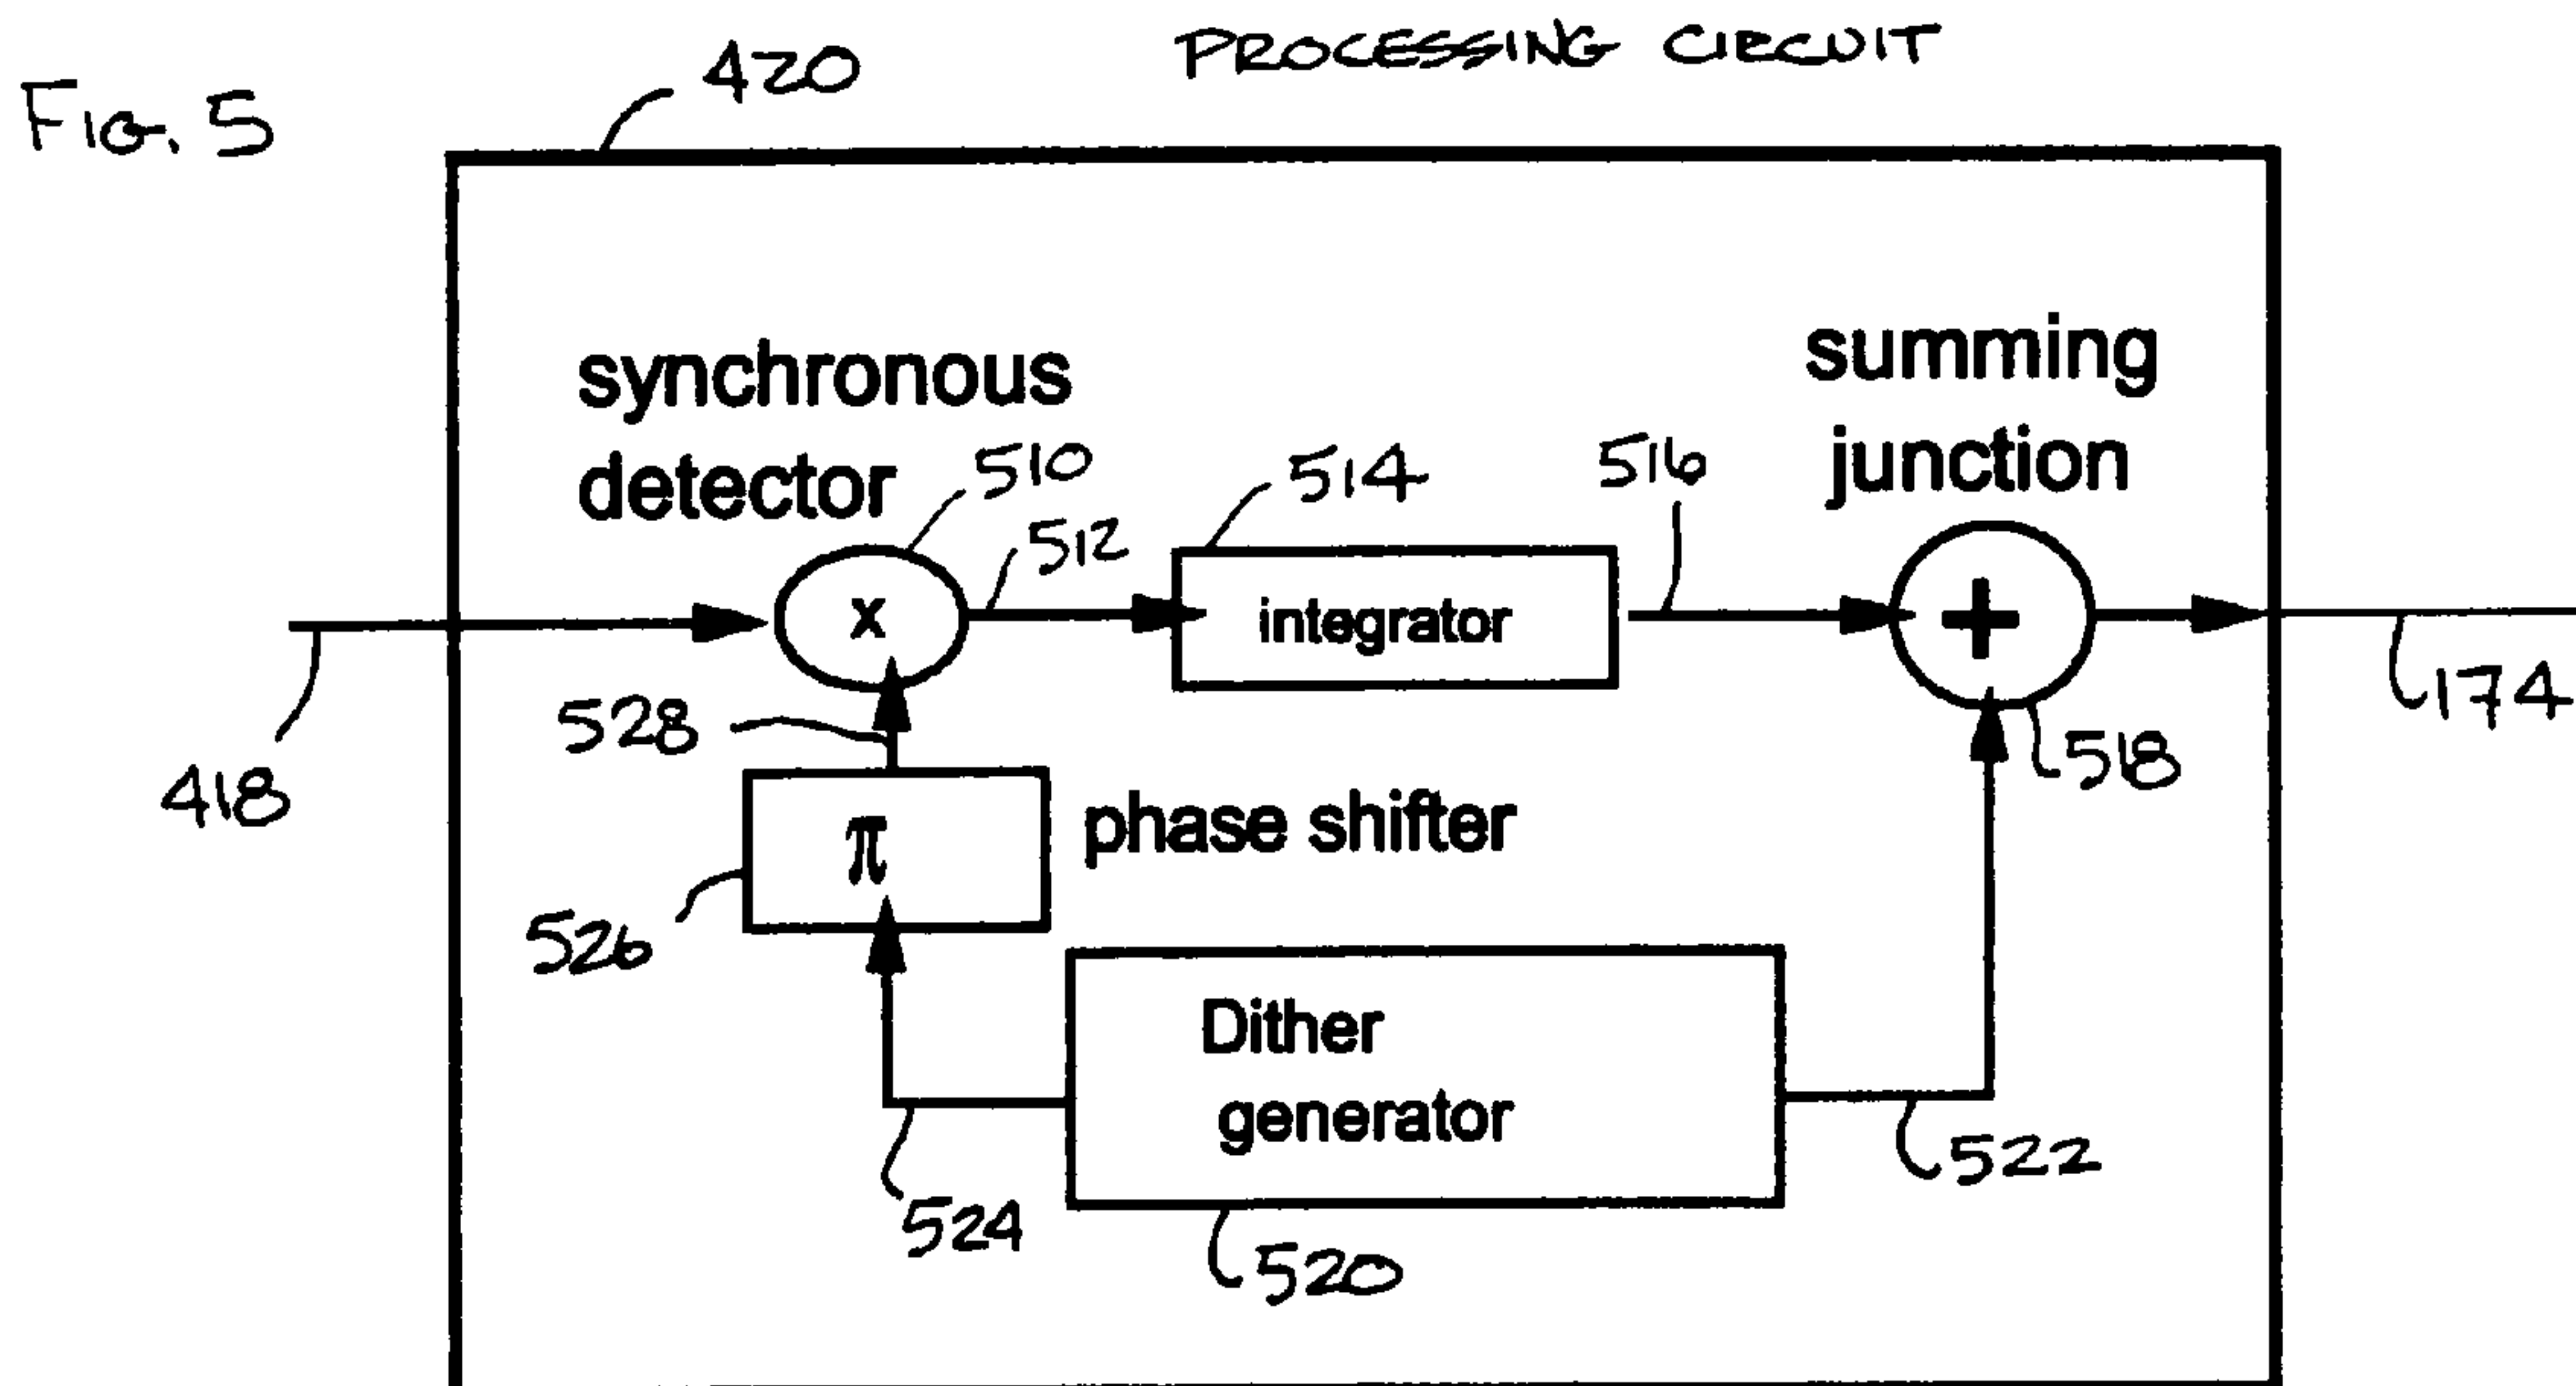 PROCESSING CIRCUIT
Fig. 5
420
synchronous
detector
summing
junction
510
512
514
516
x
integrator
+
174
418
528
518
π
phase shifter
526
Dither
generator
524
522
520